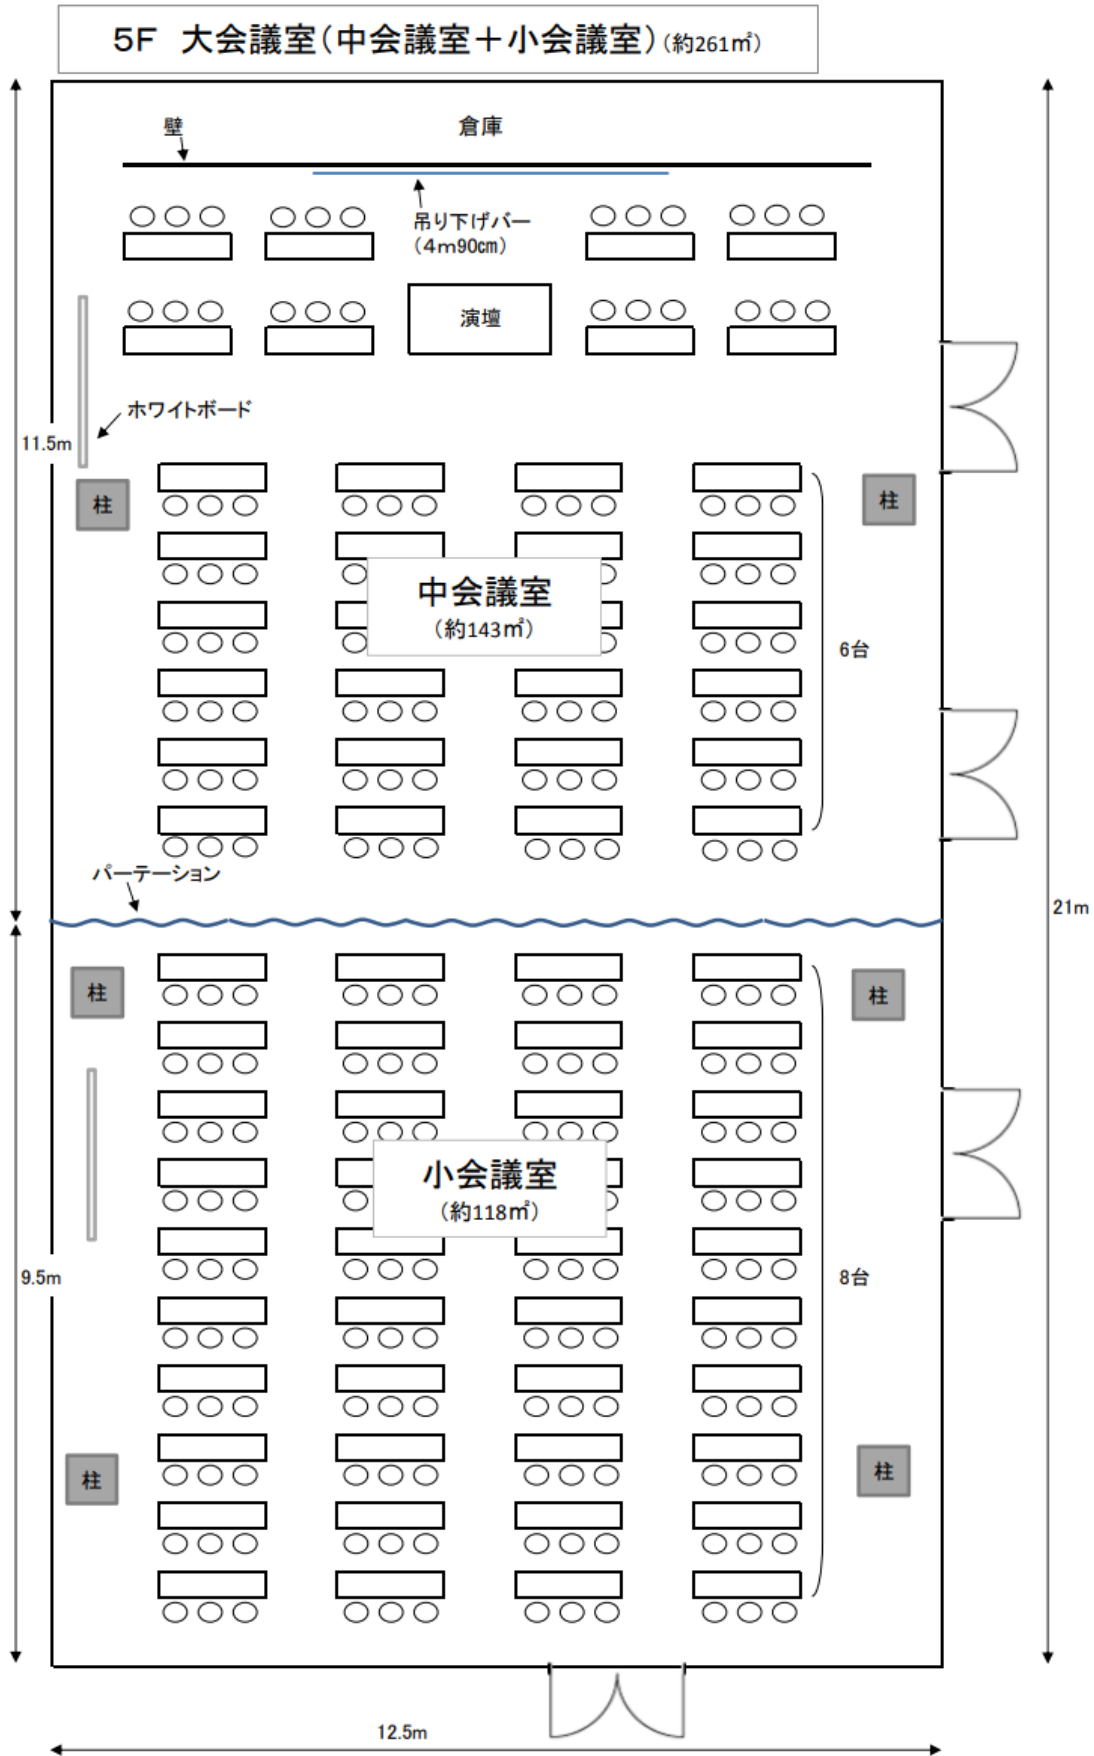 5F 大会議室(中会議室＋小会議室)(約261㎡)
壁
倉庫
吊り下げバー
(4m90㎝)
演壇
ホワイトボード
11.5m
柱
柱
中会議室
(約143㎡)
6台
パーテーション
21m
柱
柱
小会議室
(約118㎡)
9.5m
8台
柱
柱
12.5m